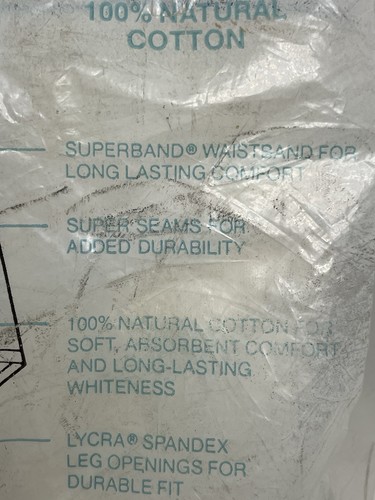 100% NATURAL
COTTON
SUPERBAND® WAISTBAND FOR
LONG LASTING COMFORT
SUPER SEAMS FOR
ADDED DURABILITY
100% NATURAL COTTON FOR
SOFT, ABSORBENT COMFORT
AND LONG-LASTING
WHITENESS
LYCRA® SPANDEX
LEG OPENINGS FOR
DURABLE FIT